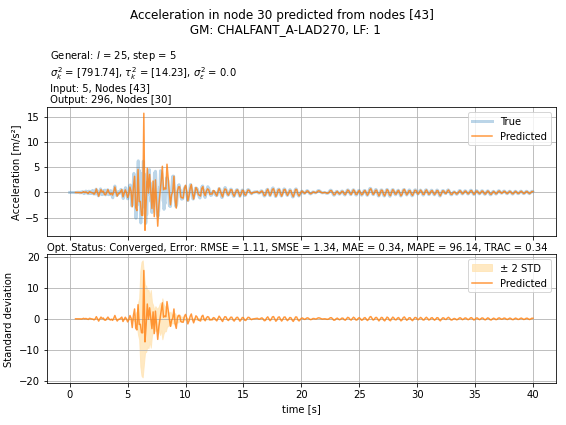 Acceleration in node 30 predicted from nodes [43]
GM: CHALFANT_A-LAD270, LF: 1
General: l = 25, step = 5
σ²ₖ = [791.74], τ²ₖ = [14.23], σ²ε = 0.0
Input: 5, Nodes [43]
Output: 296, Nodes [30]
Acceleration [m/s²]
15
10
5
0
−5
True
Predicted
Opt. Status: Converged, Error: RMSE = 1.11, SMSE = 1.34, MAE = 0.34, MAPE = 96.14, TRAC = 0.34
Standard deviation
20
10
0
−10
−20
± 2 STD
Predicted
0 5 10 15 20 25 30 35 40
time [s]